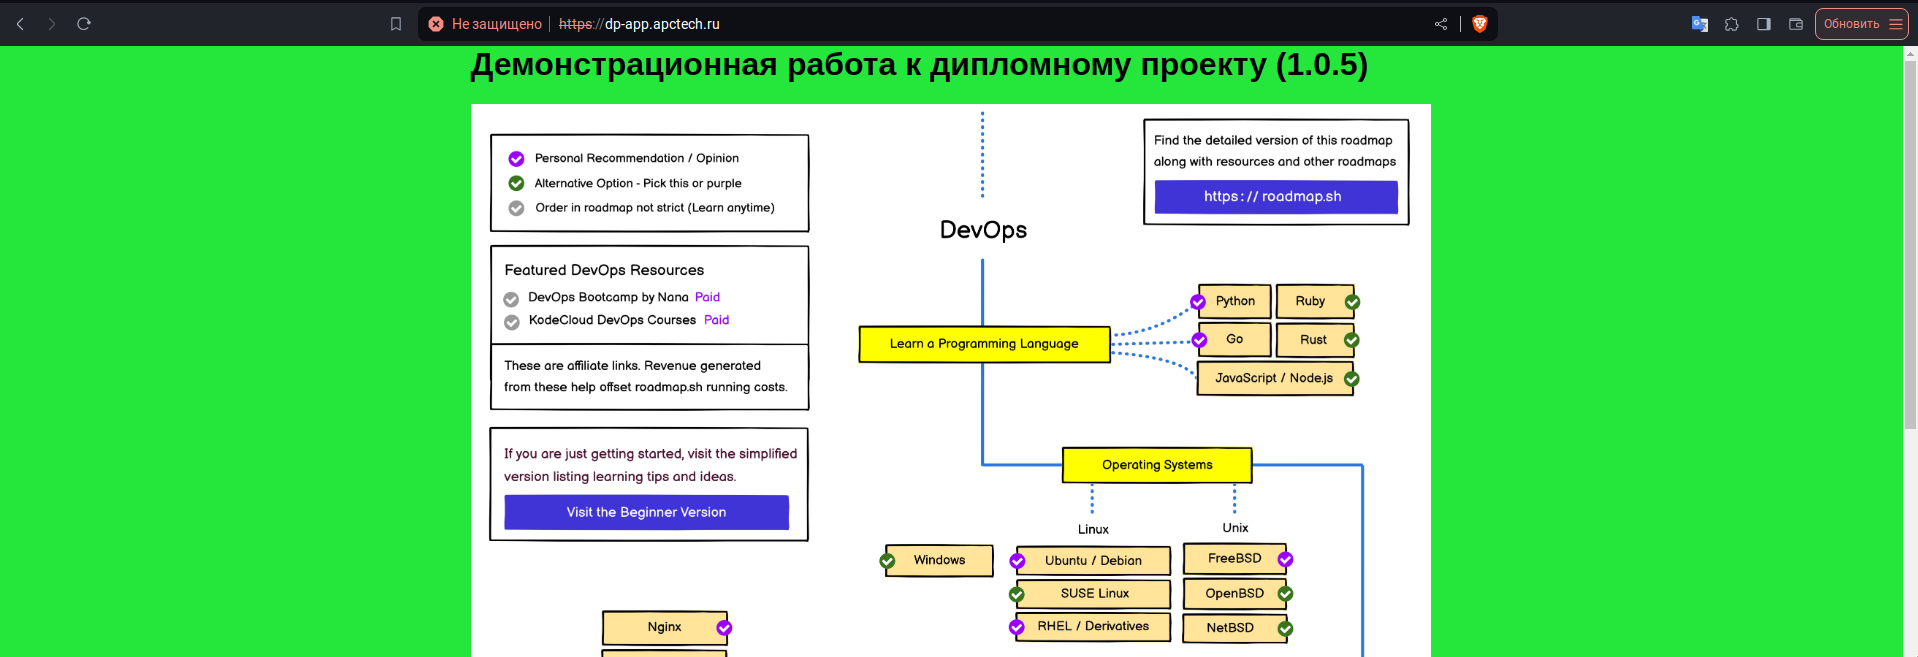 Не защищено
https://dp-app.apctech.ru
Обновить
Демонстрационная работа к дипломному проекту (1.0.5)
Personal Recommendation / Opinion
Alternative Option - Pick this or purple
Order in roadmap not strict (Learn anytime)
Find the detailed version of this roadmap
along with resources and other roadmaps
https://roadmap.sh
DevOps
Featured DevOps Resources
DevOps Bootcamp by Nana Paid
KodeCloud DevOps Courses Paid
These are affiliate links. Revenue generated
from these help offset roadmap.sh running costs.
If you are just getting started, visit the simplified
version listing learning tips and ideas.
Visit the Beginner Version
Learn a Programming Language
Python
Ruby
Go
Rust
JavaScript / Node.js
Operating Systems
Linux
Unix
Windows
Ubuntu / Debian
SUSE Linux
RHEL / Derivatives
FreeBSD
OpenBSD
NetBSD
Nginx